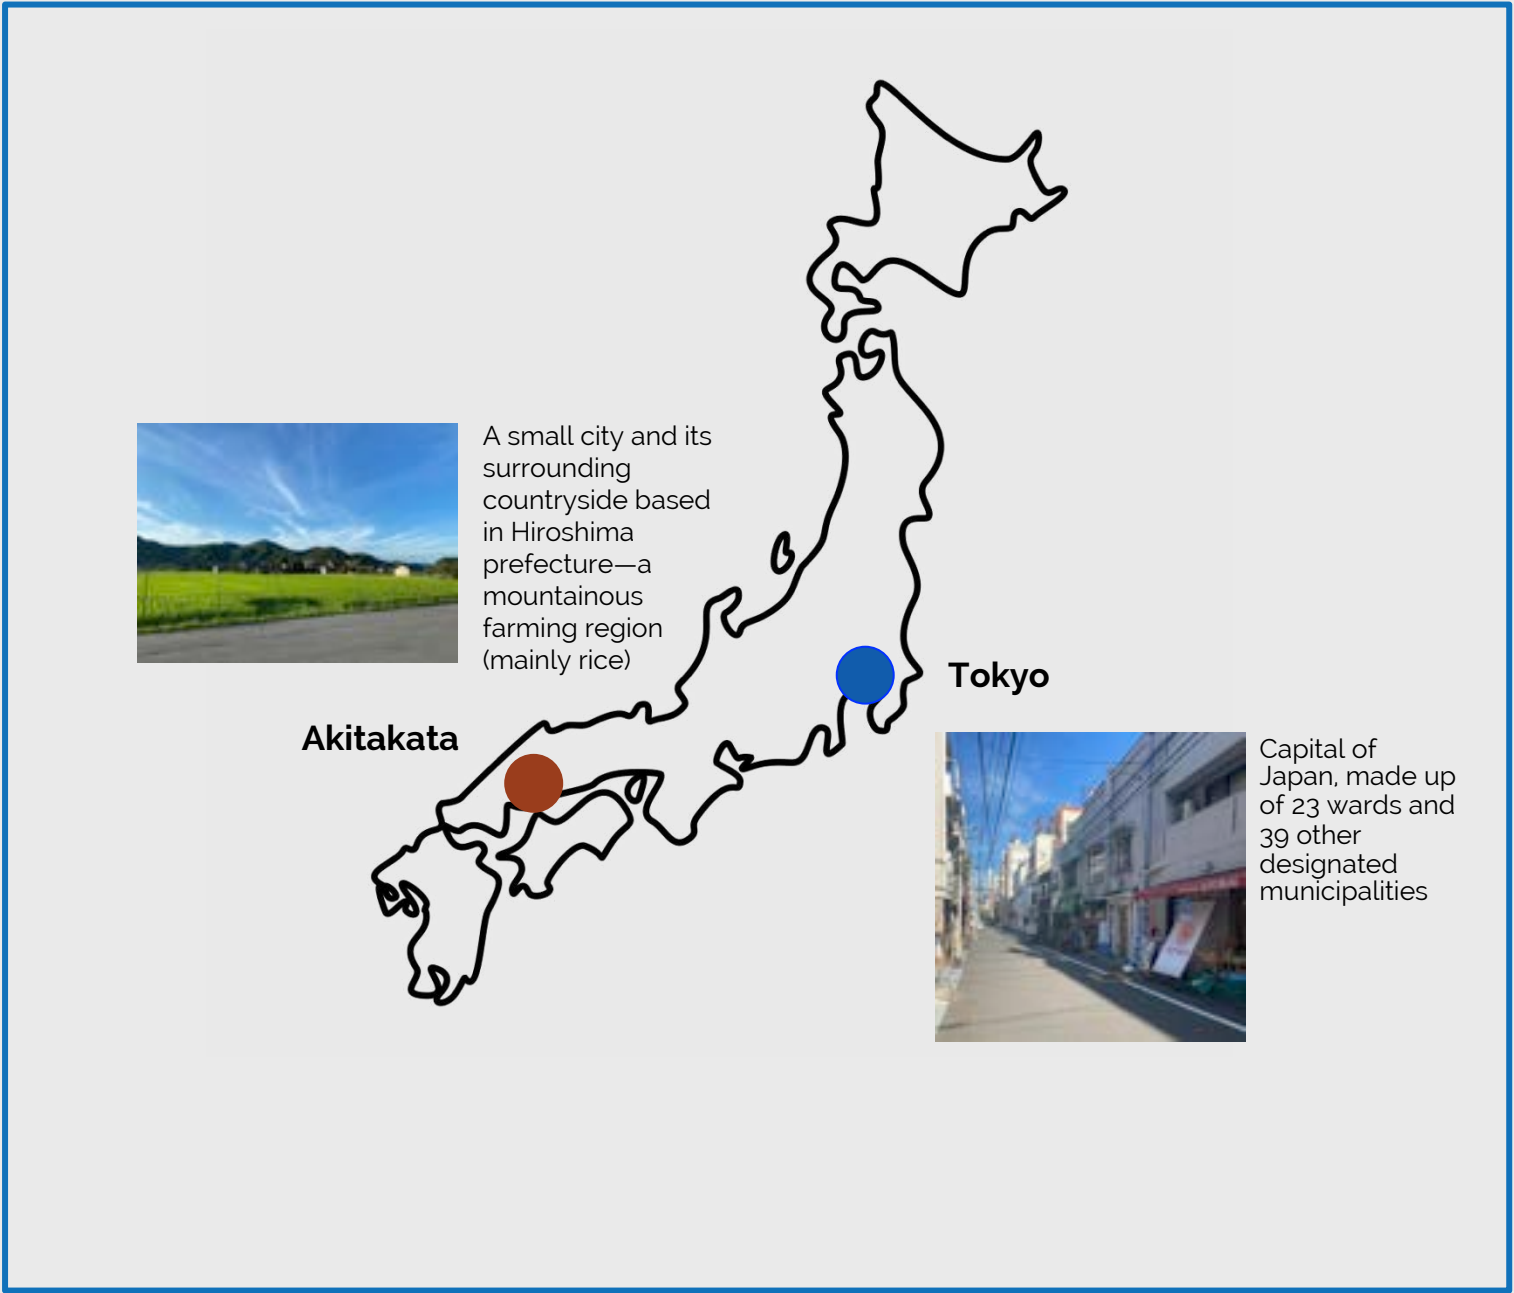 A small city and its
surrounding
countryside based
in Hiroshima
prefecture—a
mountainous
farming region
(mainly rice)
Akitakata
Tokyo
Capital of
Japan, made up
of 23 wards and
39 other
designated
municipalities